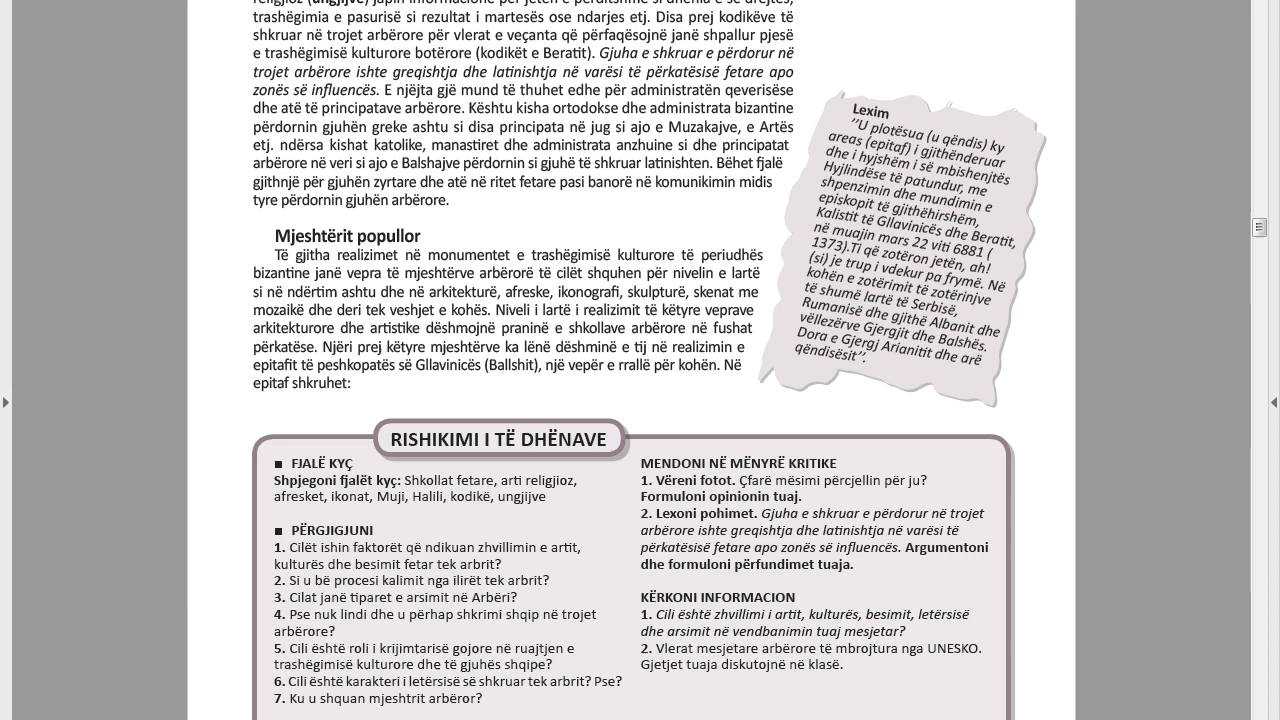 religjioz (ungjijve) japin informacione për jetën e përditshme si dhënia e së drejtës,
trashëgimia e pasurisë si rezultat i martesës ose ndarjes etj. Disa prej kodikëve të
shkruar në trojet arbërore për vlerat e veçanta që përfaqësojnë janë shpallur pjesë
e trashëgimisë kulturore botërore (kodikët e Beratit). Gjuha e shkruar e përdorur në
trojet arbërore ishte greqishtja dhe latinishtja në varësi të përkatësisë fetare apo
zonës së influencës. E njëjta gjë mund të thuhet edhe për administratën qeverisëse
dhe atë të principatave arbërore. Kështu kisha ortodokse dhe administrata bizantine
përdornin gjuhën greke ashtu si disa principata në jug si ajo e Muzakajve, e Artës
etj. ndërsa kishat katolike, manastiret dhe administrata anzhuine si dhe principatat
arbërore në veri si ajo e Balshajve përdornin si gjuhë të shkruar latinishten. Bëhet fjalë
gjithnjë për gjuhën zyrtare dhe atë në ritet fetare pasi banorë në komunikimin midis
tyre përdornin gjuhën arbërore.
Mjeshtërit popullor
Të gjitha realizimet në monumentet e trashëgimisë kulturore të periudhës
bizantine janë vepra të mjeshtërve arbërorë të cilët shquhen për nivelin e lartë
si në ndërtim ashtu dhe në arkitekturë, afreske, ikonografi, skulpturë, skenat me
mozaikë dhe deri tek veshjet e kohës. Niveli i lartë i realizimit të këtyre veprave
arkitekturore dhe artistike dëshmojnë praninë e shkollave arbërore në fushat
përkatëse. Njëri prej këtyre mjeshtërve ka lënë dëshminë e tij në realizimin e
epitafit të peshkopatës së Gllavinicës (Ballshit), një vepër e rrallë për kohën. Në
epitaf shkruhet:
Lexim
’’U plotësua (u qëndis) ky
areas (epitaf) i gjithënderuar
dhe i hyjshëm i së mbishenjtës
Hyjlindëse të patundur, me
shpenzimin dhe mundimin e
episkopit të gjithëhirshëm,
Kalistit të Gllavinicës dhe Beratit,
në muajin mars 22 viti 6881 (
1373).Ti që zotëron jetën, ah!
(si) je trup i vdekur pa frymë. Në
kohën e zotërimit të zotërinjve
të shumë lartë të Serbisë,
Rumanisë dhe gjithë Albanit dhe
vëllezërve Gjergjit dhe Balshës.
Dora e Gjergj Arianitit dhe arë
qëndisësit’’.
RISHIKIMI I TË DHËNAVE
■ FJALË KYÇ
Shpjegoni fjalët kyç: Shkollat fetare, arti religjioz,
afresket, ikonat, Muji, Halili, kodikë, ungjijve
■ PËRGJIGJUNI
1. Cilët ishin faktorët që ndikuan zhvillimin e artit,
kulturës dhe besimit fetar tek arbrit?
2. Si u bë procesi kalimit nga ilirët tek arbrit?
3. Cilat janë tiparet e arsimit në Arbëri?
4. Pse nuk lindi dhe u përhap shkrimi shqip në trojet
arbërore?
5. Cili është roli i krijimtarisë gojore në ruajtjen e
trashëgimisë kulturore dhe të gjuhës shqipe?
6. Cili është karakteri i letërsisë së shkruar tek arbrit? Pse?
7. Ku u shquan mjeshtrit arbëror?
MENDONI NË MËNYRË KRITIKE
1. Vëreni fotot. Çfarë mësimi përcjellin për ju?
Formuloni opinionin tuaj.
2. Lexoni pohimet. Gjuha e shkruar e përdorur në trojet
arbërore ishte greqishtja dhe latinishtja në varësi të
përkatësisë fetare apo zonës së influencës. Argumentoni
dhe formuloni përfundimet tuaja.
KËRKONI INFORMACION
1. Cili është zhvillimi i artit, kulturës, besimit, letërsisë
dhe arsimit në vendbanimin tuaj mesjetar?
2. Vlerat mesjetare arbërore të mbrojtura nga UNESKO.
Gjetjet tuaja diskutojnë në klasë.